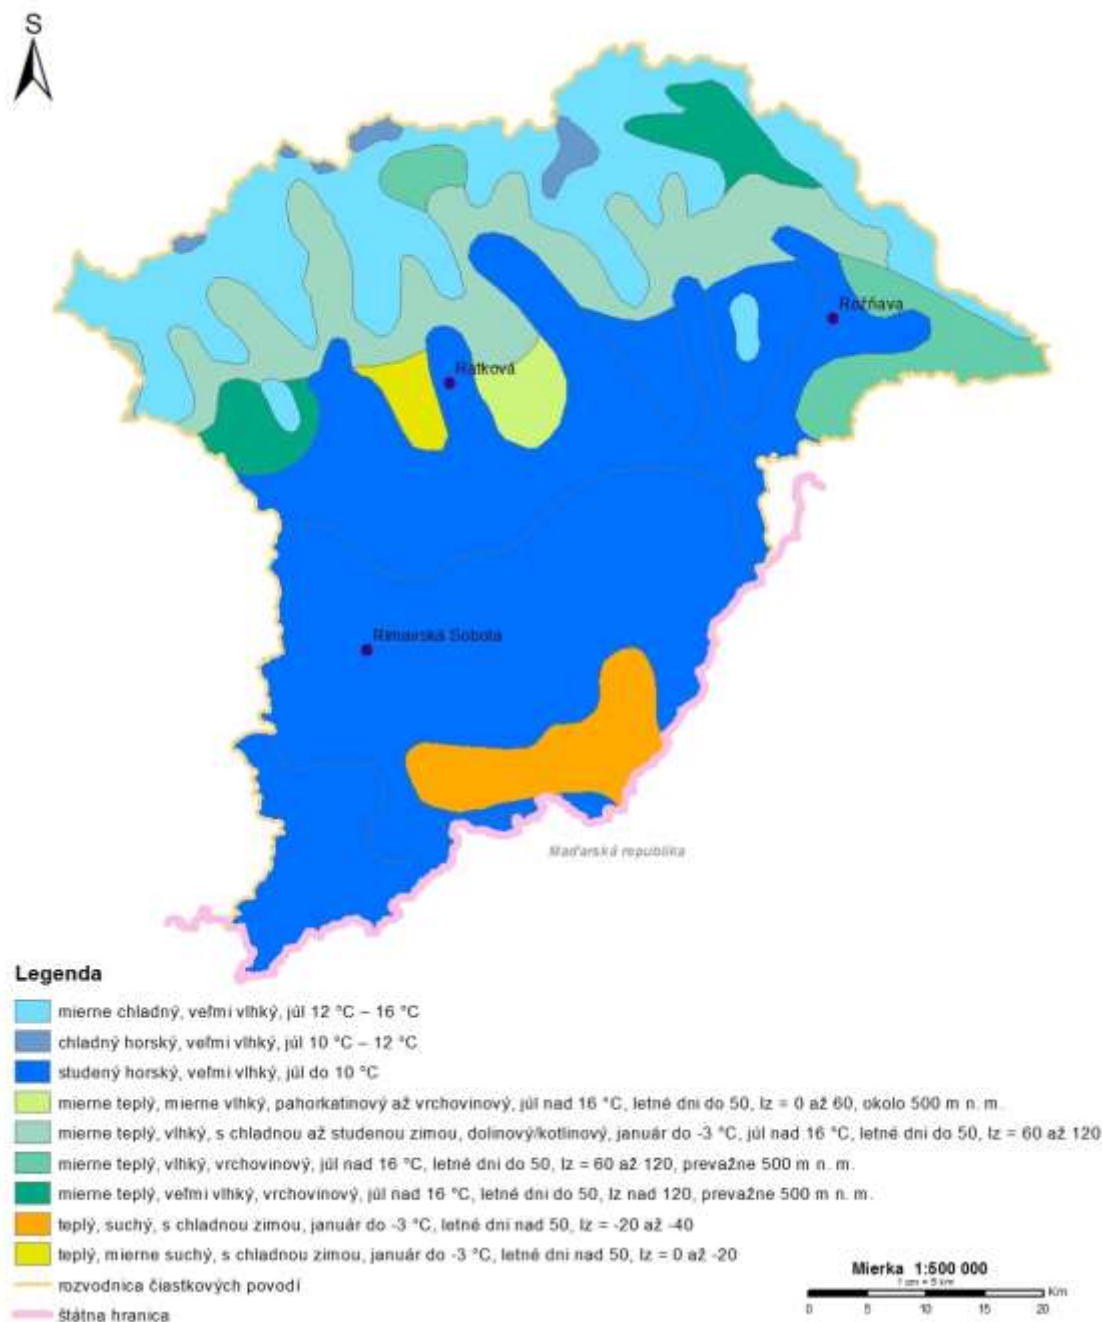 S
Rožňava
Ratková
Rimavská Sobota
Maďarská republika
Legenda
mierne chladný, veľmi vlhký, júl 12 °C – 16 °C
chladný horský, veľmi vlhký, júl 10 °C – 12 °C
studený horský, veľmi vlhký, júl do 10 °C
mierne teplý, mierne vlhký, pahorkatinový až vrchovinový, júl nad 16 °C, letné dni do 50, Iz = 0 až 60, okolo 500 m n. m.
mierne teplý, vlhký, s chladnou až studenou zimou, dolinový/kotlinový, január do -3 °C, júl nad 16 °C, letné dni do 50, Iz = 60 až 120
mierne teplý, vlhký, vrchovinový, júl nad 16 °C, letné dni do 50, Iz = 60 až 120, prevažne 500 m n. m.
mierne teplý, veľmi vlhký, vrchovinový, júl nad 16 °C, letné dni do 50, Iz nad 120, prevažne 500 m n. m.
teplý, suchý, s chladnou zimou, január do -3 °C, letné dni nad 50, Iz = -20 až -40
teplý, mierne suchý, s chladnou zimou, január do -3 °C, letné dni nad 50, Iz = 0 až -20
rozvodnica čiastkových povodí
štátna hranica
Mierka 1:500 000
1 cm = 5 km
Km
0 5 10 15 20